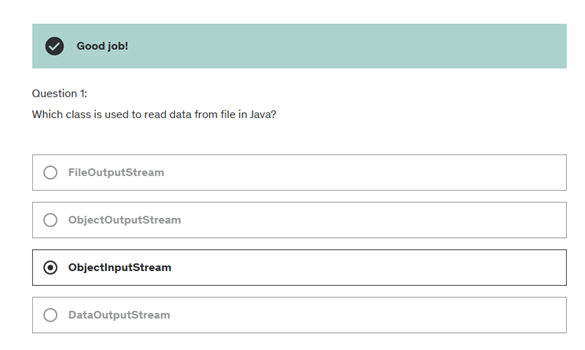 Good job!
Question 1:
Which class is used to read data from file in Java?
FileOutputStream
ObjectOutputStream
ObjectInputStream
DataOutputStream